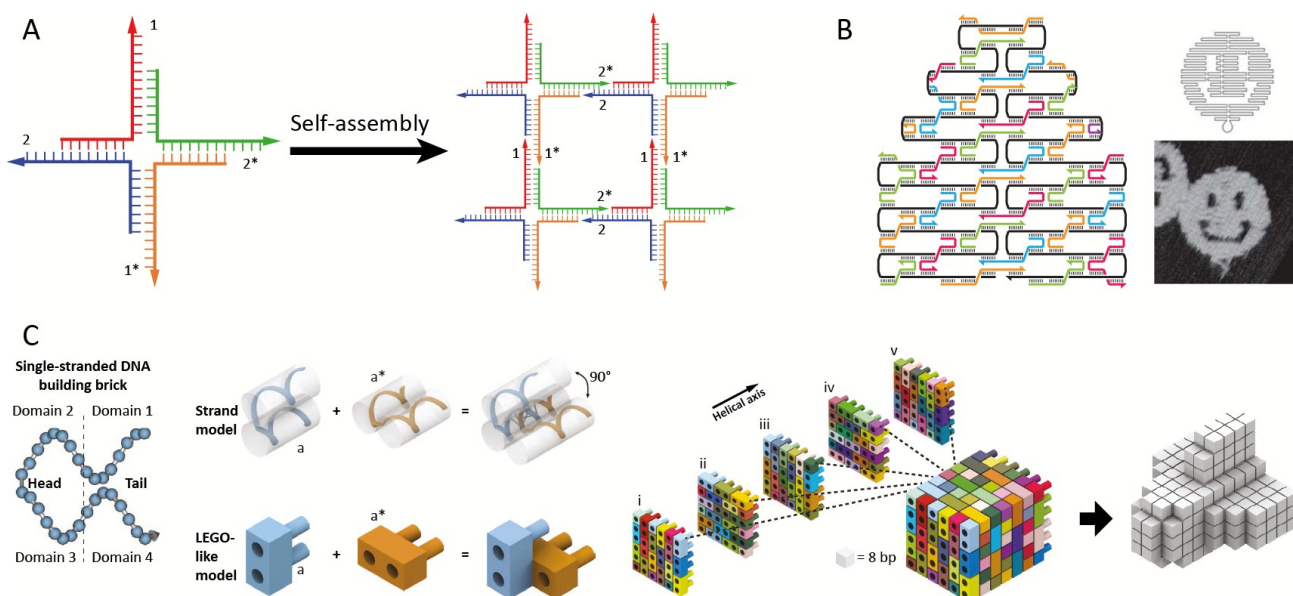 A
1
2
2*
1*
Self-assembly
2*
2
1
1*
1
1*
2*
2
B
C
Single-stranded DNA
building brick
Domain 2
Domain 1
Head
Tail
Domain 3
Domain 4
Strand
model
a
+
a*
=
90°
LEGO-
like
model
a
+
a*
=
Helical axis
i
ii
iii
iv
v
= 8 bp